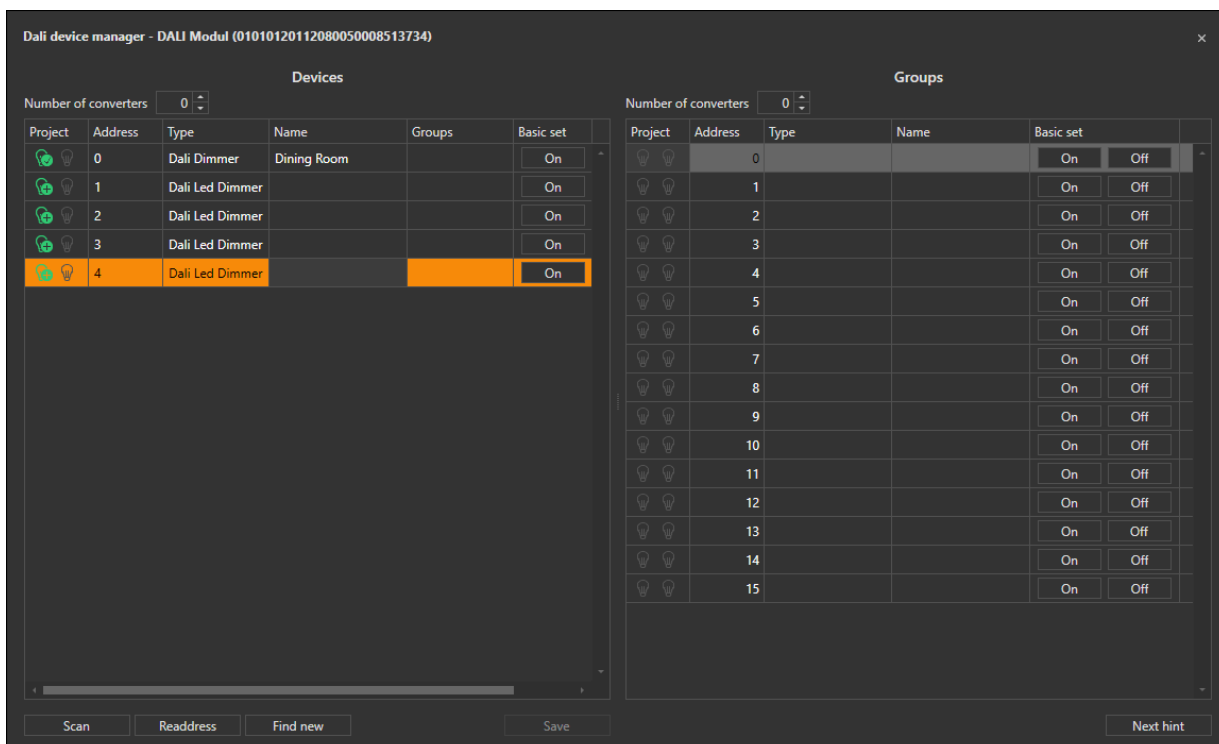 Dali device manager - DALI Modul (01010120112080050008513734)
Devices
Number of converters 0
Project Address Type Name Groups Basic set
0 Dali Dimmer Dining Room On
1 Dali Led Dimmer On
2 Dali Led Dimmer On
3 Dali Led Dimmer On
4 Dali Led Dimmer On
Scan Readdress Find new Save
Groups
Number of converters 0
Project Address Type Name Basic set
0 On Off
1 On Off
2 On Off
3 On Off
4 On Off
5 On Off
6 On Off
7 On Off
8 On Off
9 On Off
10 On Off
11 On Off
12 On Off
13 On Off
14 On Off
15 On Off
Next hint